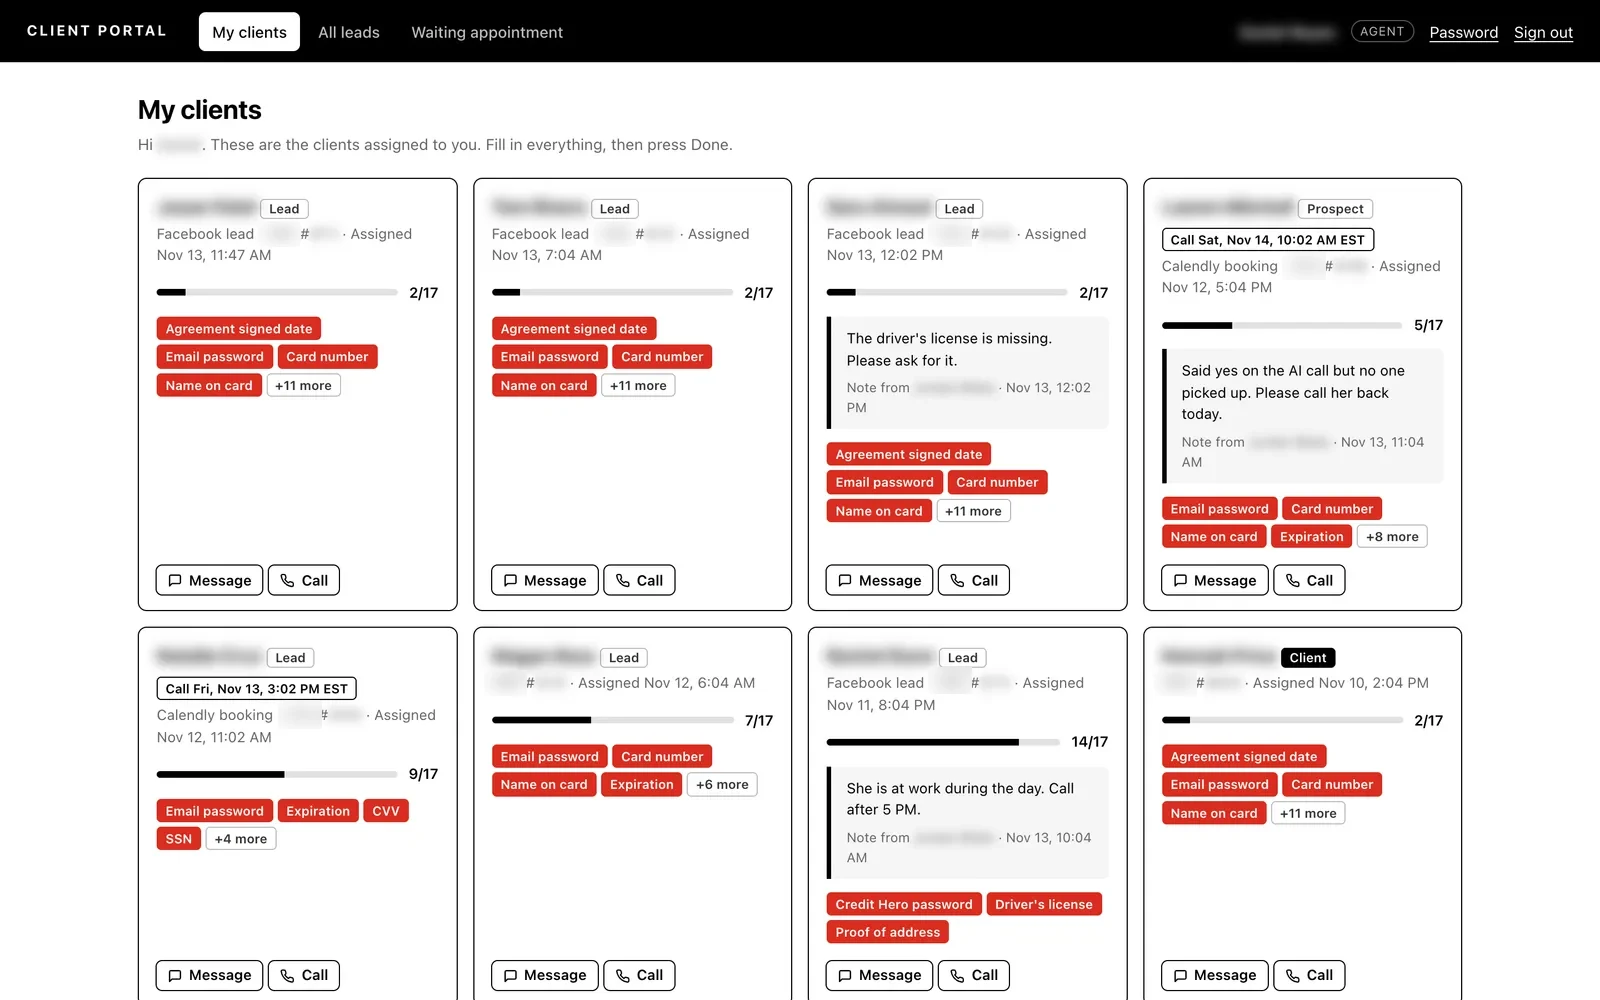 CLIENT PORTAL
My clients
All leads
Waiting appointment
AGENT
Password
Sign out
My clients
Hi . These are the clients assigned to you. Fill in everything, then press Done.
Lead
Facebook lead # · Assigned
Nov 13, 11:47 AM
2/17
Agreement signed date
Email password Card number
Name on card +11 more
Message Call
Lead
Facebook lead # · Assigned
Nov 13, 7:04 AM
2/17
Agreement signed date
Email password Card number
Name on card +11 more
Message Call
Lead
Facebook lead # · Assigned
Nov 13, 12:02 PM
2/17
The driver's license is missing.
Please ask for it.
Note from · Nov 13, 12:02
PM
Agreement signed date
Email password Card number
Name on card +11 more
Message Call
Prospect
Call Sat, Nov 14, 10:02 AM EST
Calendly booking # · Assigned
Nov 12, 5:04 PM
5/17
Said yes on the AI call but no one
picked up. Please call her back
today.
Note from · Nov 13, 11:04
AM
Email password Card number
Name on card Expiration +8 more
Message Call
Lead
Call Fri, Nov 13, 3:02 PM EST
Calendly booking # · Assigned
Nov 12, 11:02 AM
9/17
Email password Expiration CVV
SSN +4 more
Message Call
Lead
# · Assigned Nov 12, 6:04 AM
7/17
Email password Card number
Name on card Expiration +6 more
Message Call
Lead
Facebook lead # · Assigned
Nov 11, 8:04 PM
14/17
She is at work during the day. Call
after 5 PM.
Note from · Nov 13, 10:04
AM
Credit Hero password Driver's license
Proof of address
Message Call
Client
# · Assigned Nov 10, 2:04 PM
2/17
Agreement signed date
Email password Card number
Name on card +11 more
Message Call